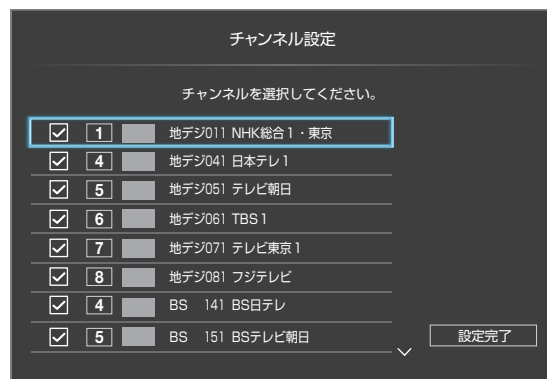 チャンネル設定
チャンネルを選択してください。
1 地デジ011 NHK総合1・東京
4 地デジ041 日本テレ1
5 地デジ051 テレビ朝日
6 地デジ061 TBS1
7 地デジ071 テレビ東京1
8 地デジ081 フジテレビ
4 BS 141 BS日テレ
5 BS 151 BSテレビ朝日
設定完了